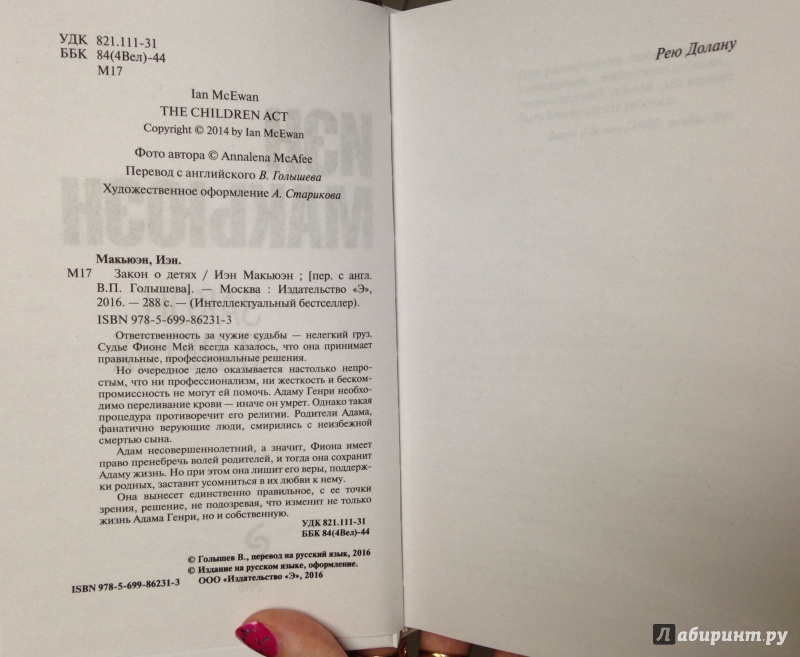 УДК 821.111-31
ББК 84(4Вел)-44
М17
Ian McEwan
THE CHILDREN ACT
Copyright © 2014 by Ian McEwan
Фото автора © Annalena McAfee
Перевод с английского В. Голышева
Художественное оформление А. Старикова
Макьюэн, Иэн.
М17 Закон о детях / Иэн Макьюэн ; [пер. с англ.
В.П. Голышева]. — Москва : Издательство «Э»,
2016. — 288 с. — (Интеллектуальный бестселлер).
ISBN 978-5-699-86231-3
Ответственность за чужие судьбы — нелегкий груз.
Судье Фионе Мей всегда казалось, что она принимает
правильные, профессиональные решения.
Но очередное дело оказывается настолько непро-
стым, что ни профессионализм, ни жесткость и беском-
промиссность не могут ей помочь. Адаму Генри необхо-
димо переливание крови — иначе он умрет. Однако такая
процедура противоречит его религии. Родители Адама,
фанатично верующие люди, смирились с неизбежной
смертью сына.
Адам несовершеннолетний, а значит, Фиона имеет
право пренебречь волей родителей, и тогда она сохранит
Адаму жизнь. Но при этом она лишит его веры, поддерж-
ки родных, заставит усомниться в их любви к нему.
Она вынесет единственно правильное, с ее точки
зрения, решение, не подозревая, что изменит не только
жизнь Адама Генри, но и собственную.
УДК 821.111-31
ББК 84(4Вел)-44
© Голышев В., перевод на русский язык, 2016
© Издание на русском языке, оформление.
ООО «Издательство «Э», 2016
ISBN 978-5-699-86231-3
Рею Долану
Лабиринт.ру